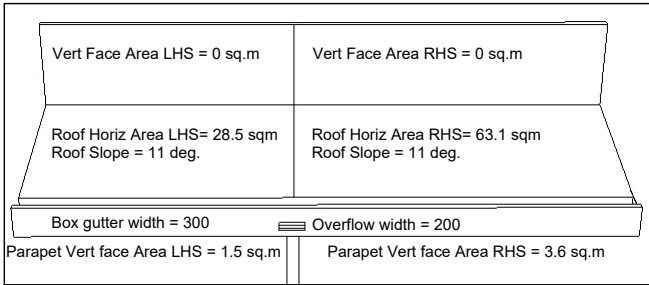 Vert Face Area LHS = 0 sq.m
Vert Face Area RHS = 0 sq.m
Roof Horiz Area LHS= 28.5 sqm
Roof Slope = 11 deg.
Roof Horiz Area RHS= 63.1 sqm
Roof Slope = 11 deg.
Box gutter width = 300
Overflow width = 200
Parapet Vert face Area LHS = 1.5 sq.m
Parapet Vert face Area RHS = 3.6 sq.m